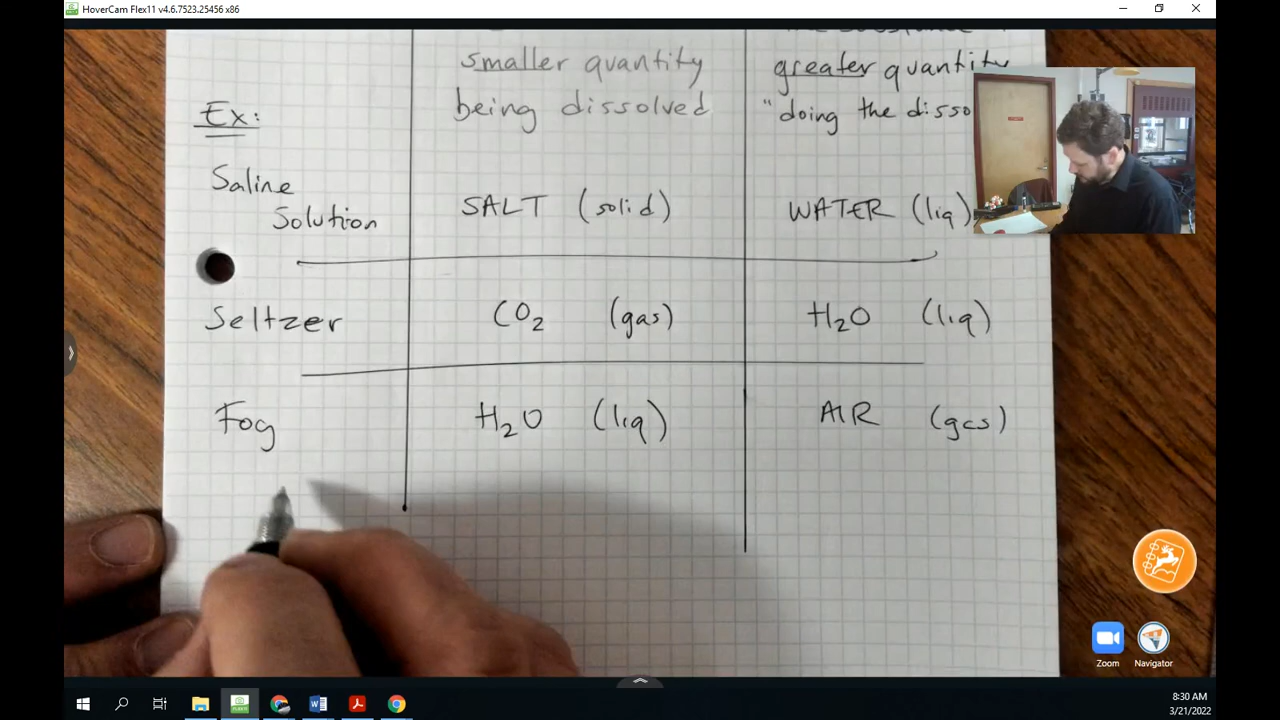 HoverCam Flex11 v4.6.7523.25456 x86
smaller quantity
greater quantity
being dissolved
"doing the disso
Ex:
Saline
Solution
SALT (solid)
WATER (liq)
Seltzer
CO₂ (gas)
H₂O (liq)
Fog
H₂O (liq)
AIR (gas)
Zoom
Navigator
8:30 AM
3/21/2022